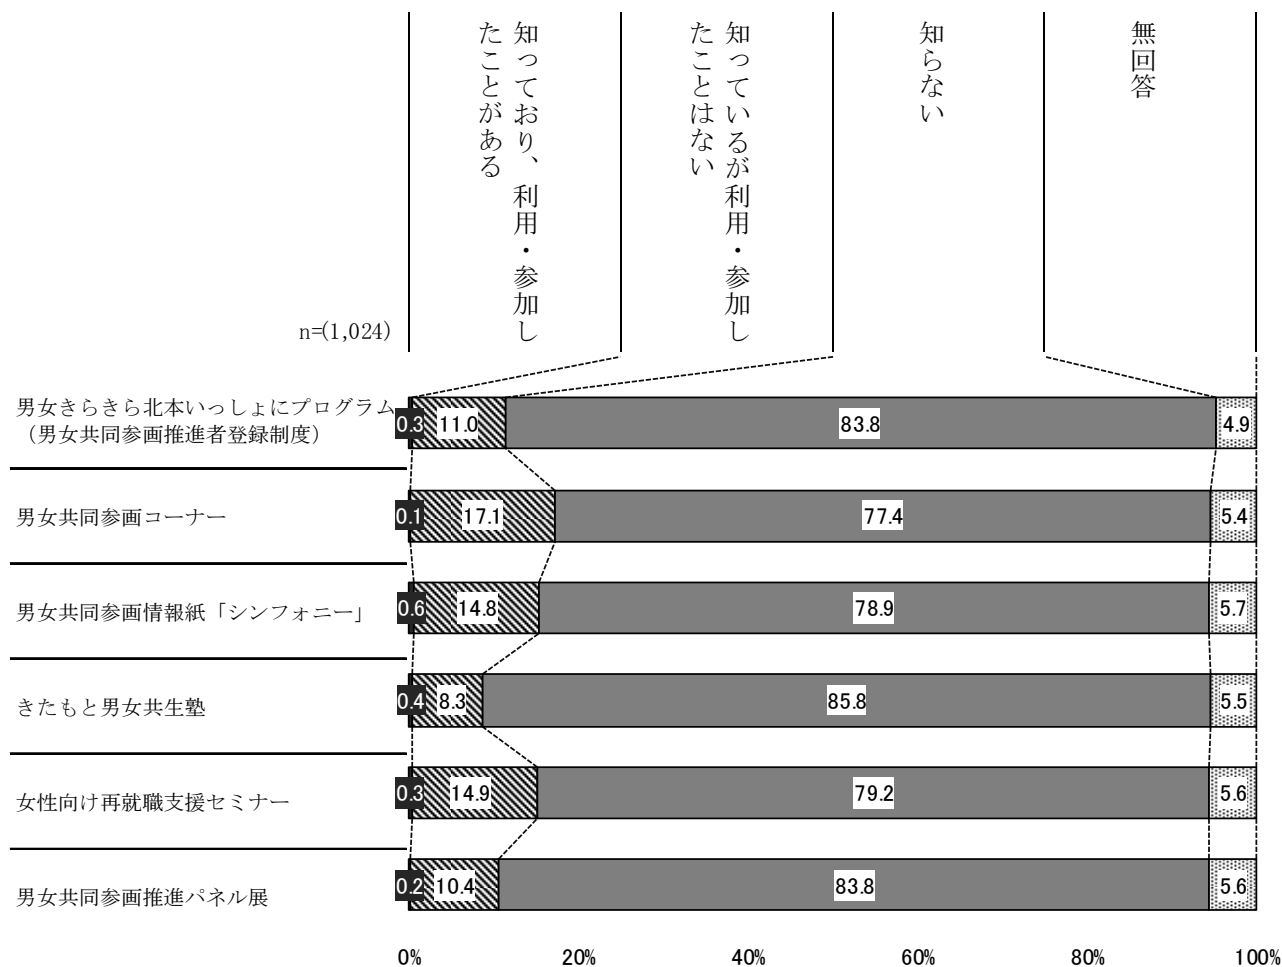 知っており、利用・参加し
たことがある
知っているが利用・参加し
たことはない
知らない
無回答
n=(1,024)
男女きらきら北本いっしょにプログラム
（男女共同参画推進者登録制度）
0.3 11.0 83.8 4.9
男女共同参画コーナー
0.1 17.1 77.4 5.4
男女共同参画情報紙「シンフォニー」
0.6 14.8 78.9 5.7
きたもと男女共生塾
0.4 8.3 85.8 5.5
女性向け再就職支援セミナー
0.3 14.9 79.2 5.6
男女共同参画推進パネル展
0.2 10.4 83.8 5.6
0% 20% 40% 60% 80% 100%